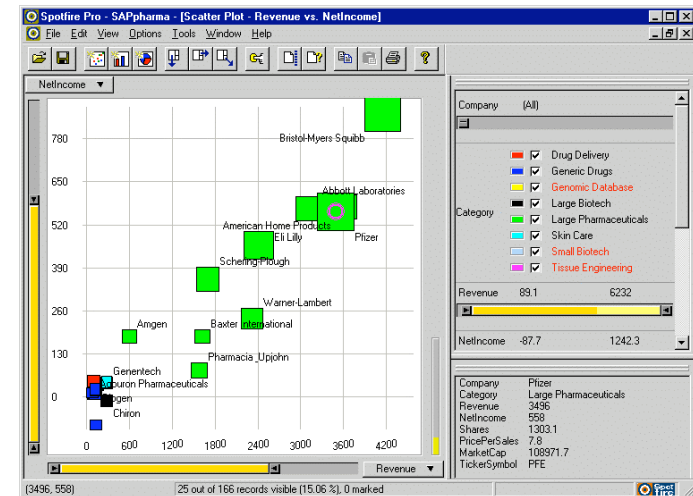 Spotfire Pro - SAPpharma - [Scatter Plot - Revenue vs. NetIncome]
File Edit View Options Tools Window Help
NetIncome
780
650
520
390
260
130
0
Bristol-Myers Squibb
Abbott Laboratories
American Home Products
Eli Lilly
Pfizer
Schering-Plough
Warner-Lambert
Amgen
Baxter International
Pharmacia_Upjohn
Genentech
Agouron Pharmaceuticals
Chiron
0 600 1200 1800 2400 3000 3600 4200
Revenue
(3496, 558)
25 out of 166 records visible (15.06 %), 0 marked
Company (All)
Category
Drug Delivery
Generic Drugs
Genomic Database
Large Biotech
Large Pharmaceuticals
Skin Care
Small Biotech
Tissue Engineering
Revenue 89.1 6232
NetIncome -87.7 1242.3
Company Pfizer
Category Large Pharmaceuticals
Revenue 3496
NetIncome 558
Shares 1303.1
PricePerSales 7.8
MarketCap 108971.7
TickerSymbol PFE
Spot
fire